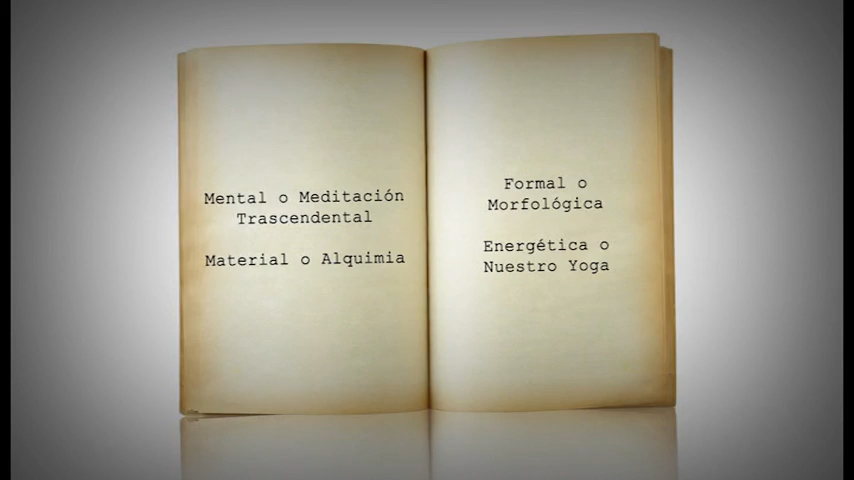 Mental o Meditación
Trascendental
Material o Alquimia
Formal o
Morfológica
Energética o
Nuestro Yoga